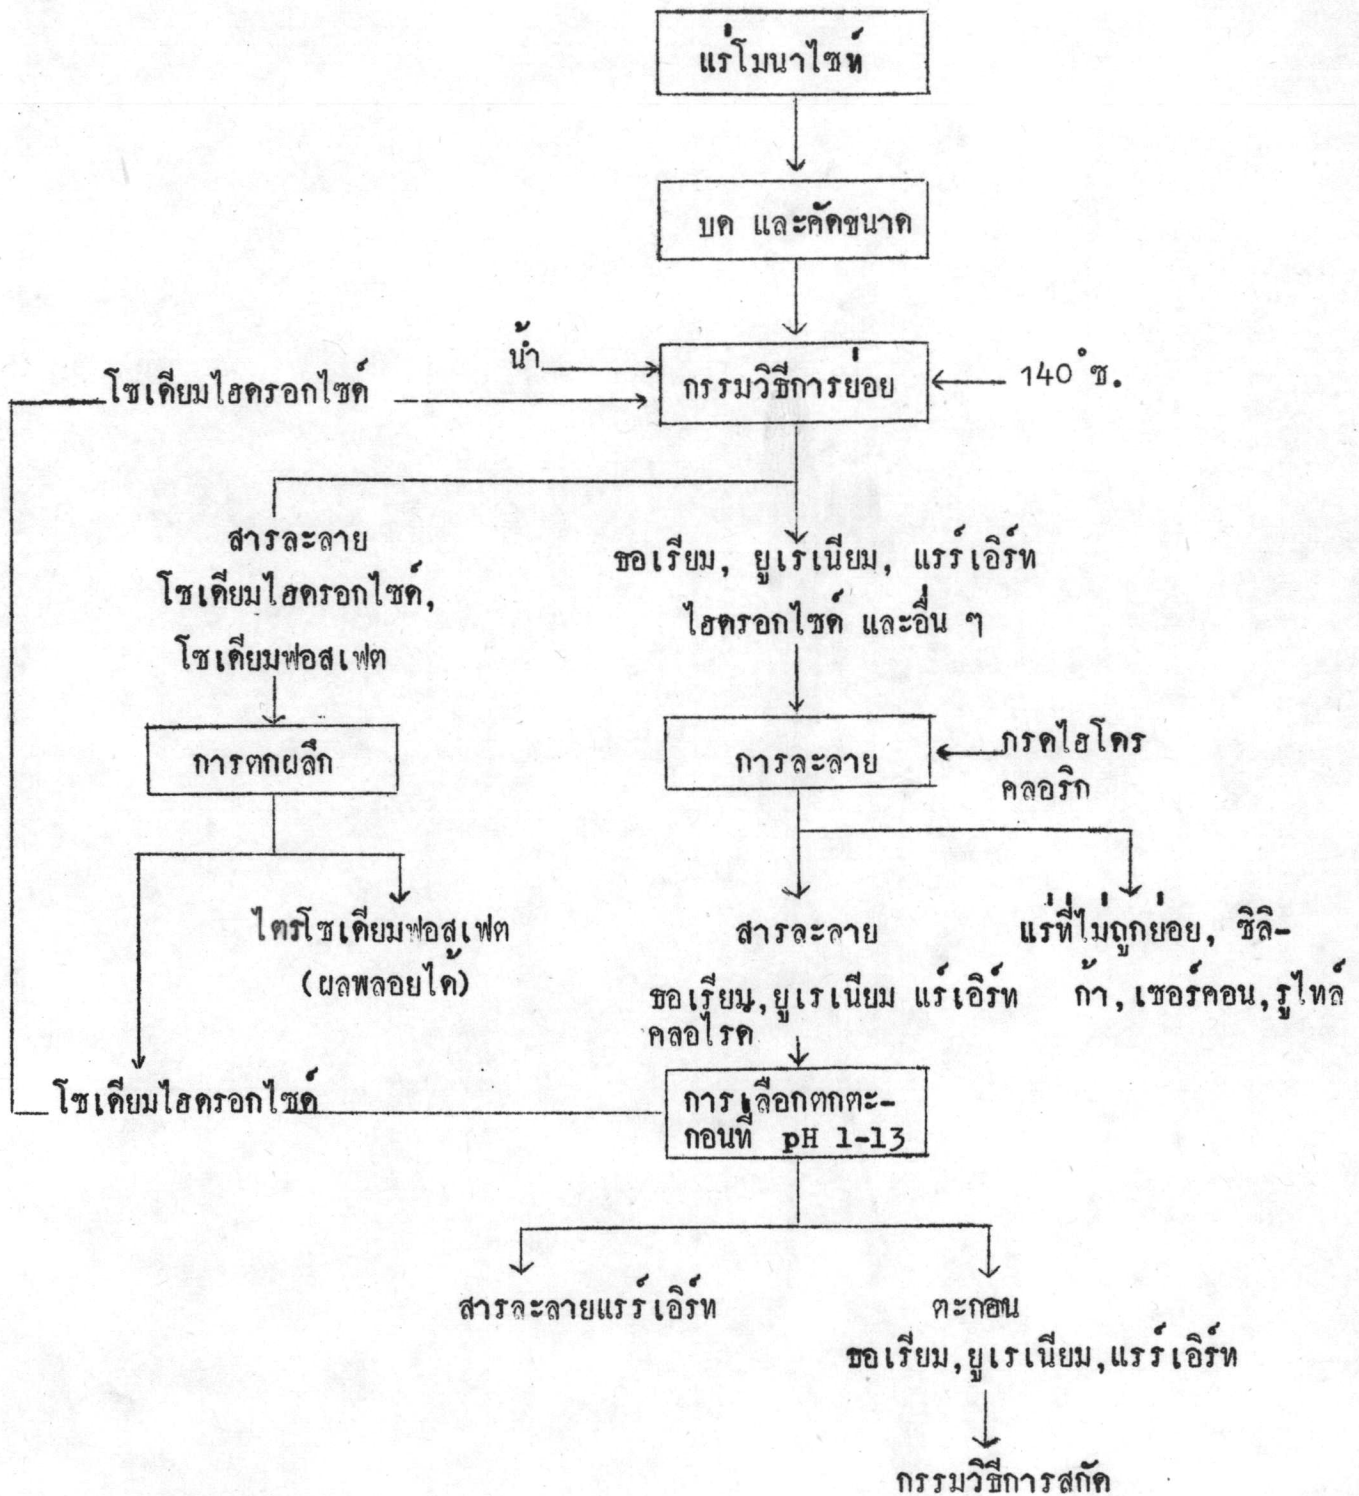 แร่โมนาไซท์
บด และคัดขนาด
น้ำ
โซเดียมไฮดรอกไซด์
กรรมวิธีการย่อย
140 °ซ.
สารละลาย
โซเดียมไฮดรอกไซด์,
โซเดียมฟอสเฟต
ธอเรียม, ยูเรเนียม, แรร์เอิร์ท
ไฮดรอกไซด์ และอื่น ๆ
การตกผลึก
การละลาย
กรดไฮโดร
คลอริก
ไตรโซเดียมฟอสเฟต
(ผลพลอยได้)
สารละลาย
ธอเรียม,ยูเรเนียม แร์เอิร์ท
คลอไรด
แร่ที่ไม่ถูกย่อย, ซิลิ-
ก้า,เซอร์คอน,รูไทล์
โซเดียมไฮดรอกไซด์
การเลือกตกตะ-
กอนที่ pH 1-13
สารละลายแรร์เอิร์ท
ตะกอน
ธอเรียม,ยูเรเนียม,แรร์เอิร์ท
กรรมวิธีการสกัด